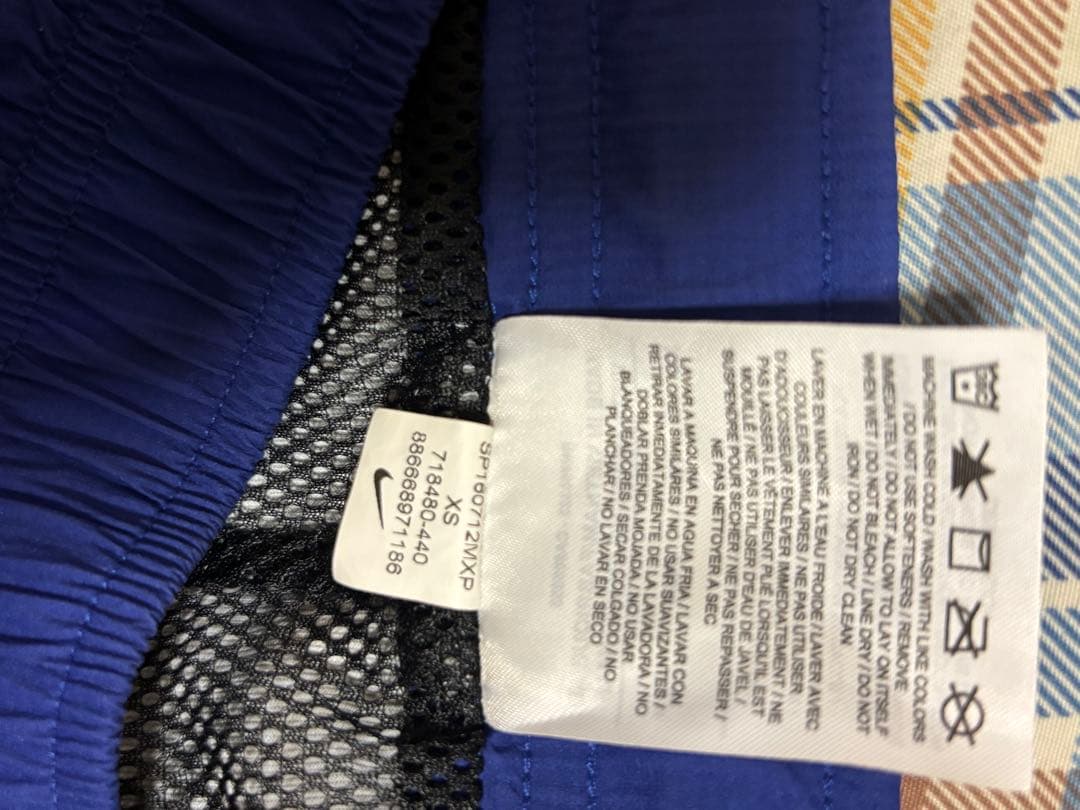 MACHINE WASH COLD / WASH WITH LIKE COLORS
/ DO NOT USE SOFTENERS / REMOVE
IMMEDIATELY / DO NOT ALLOW TO LAY ON ITSELF
WHEN WET / DO NOT BLEACH / LINE DRY / DO NOT
IRON / DO NOT DRY CLEAN
LAVER EN MACHINE À L'EAU FROIDE / LAVER AVEC
COULEURS SIMILAIRES / NE PAS UTILISER
D'ADOUCISSEUR / ENLEVER IMMÉDIATEMENT / NE
PAS LAISSER LE VÊTEMENT PLIÉ LORSQU'IL EST
MOUILLÉ / NE PAS UTILISER D'EAU DE JAVEL /
SUSPENDRE POUR SÉCHER / NE PAS REPASSER /
NE PAS NETTOYER À SEC
LAVAR A MAQUINA EN AGUA FRIA / LAVAR CON
COLORES SIMILARES / NO USAR SUAVIZANTES /
RETIRAR INMEDIATAMENTE DE LA LAVADORA / NO
DOBLAR PRENDA MOJADA / NO USAR
BLANQUEADORES / SECAR COLGADO / NO
PLANCHAR / NO LAVAR EN SECO
SP160712MXP
XS
718480-440
886668971186